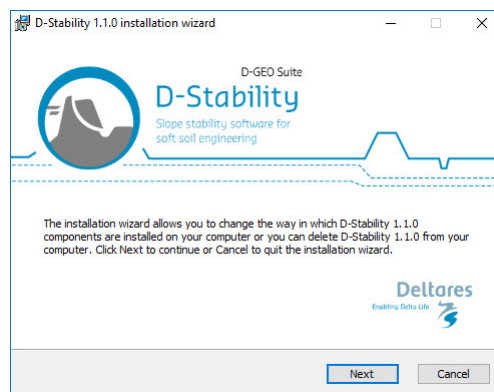 D-Stability 1.1.0 installation wizard
D-GEO Suite
D-Stability
Slope stability software for
soft soil engineering
The installation wizard allows you to change the way in which D-Stability 1.1.0
components are installed on your computer or you can delete D-Stability 1.1.0 from your
computer. Click Next to continue or Cancel to quit the installation wizard.
Deltares
Enabling Delta Life
Next Cancel